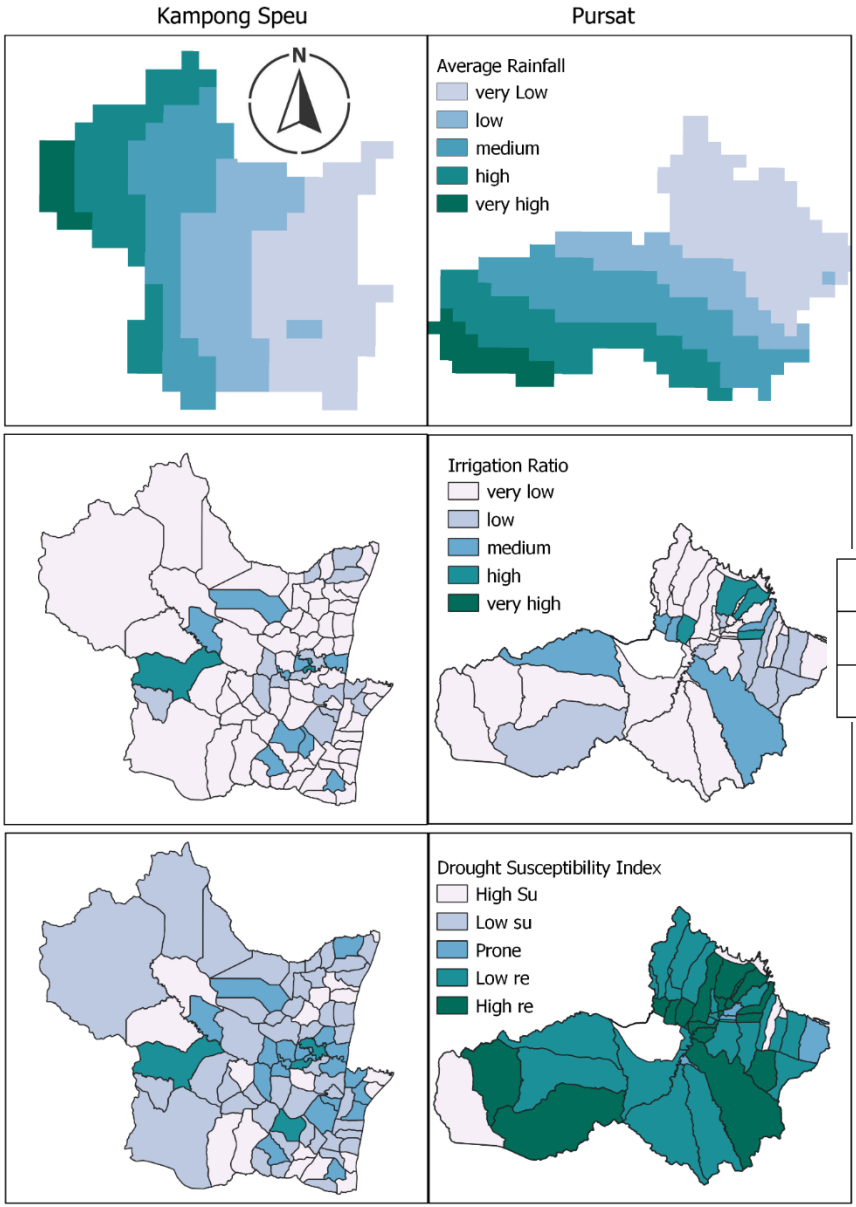 Kampong Speu
Pursat
N
Average Rainfall
very Low
low
medium
high
very high
Irrigation Ratio
very low
low
medium
high
very high
Drought Susceptibility Index
High Su
Low su
Prone
Low re
High re